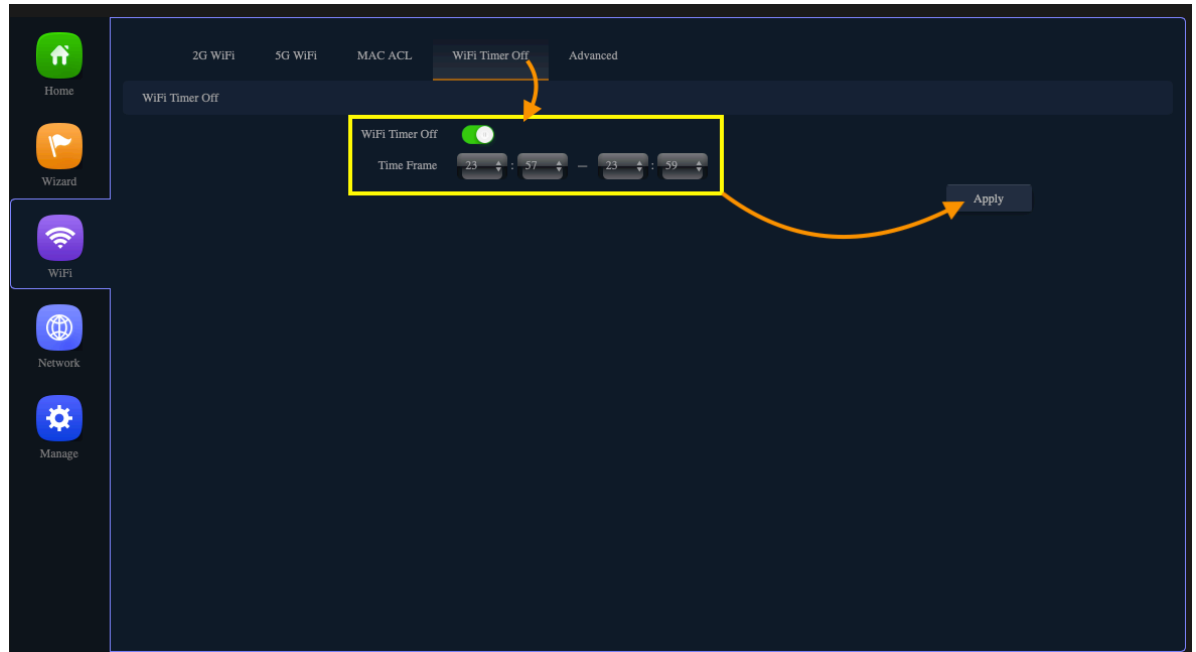 Home
Wizard
WiFi
Network
Manage
2G WiFi 5G WiFi MAC ACL WiFi Timer Off Advanced
WiFi Timer Off
WiFi Timer Off
Time Frame 23 : 57 — 23 : 59
Apply